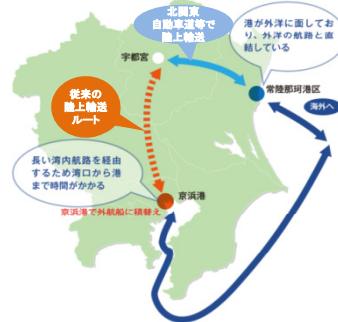 北関東
自動車道等で
陸上輸送
港が外洋に面してお
り、外洋の航路と直
結している
宇都宮
常陸那珂港区
海外へ
従来の
陸上輸送
ルート
長い湾内航路を経由
するため湾口から港
まで時間がかかる
京浜港
京浜港で外航船に積替え